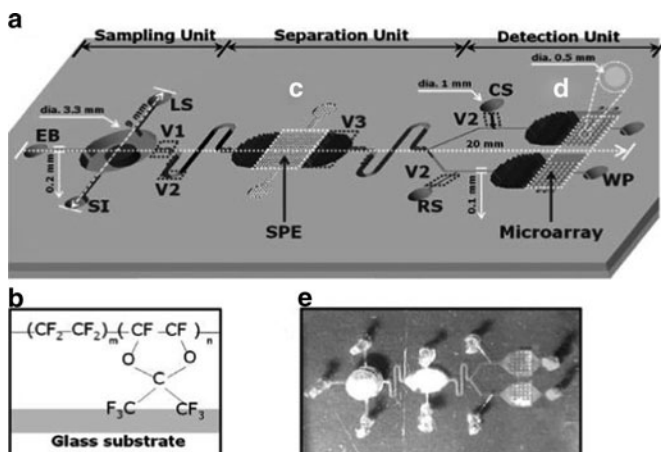 a
Sampling Unit
Separation Unit
Detection Unit
dia. 0.5 mm
dia. 3.3 mm
9 mm
LS
c
dia. 1 mm
CS
d
EB
V1
V3
V2
20 mm
0.2 mm
V2
V2
SI
RS
0.1 mm
WP
SPE
Microarray
b
(CF2 CF2)m(CF CF)n
O O
C
F3C CF3
Glass substrate
e